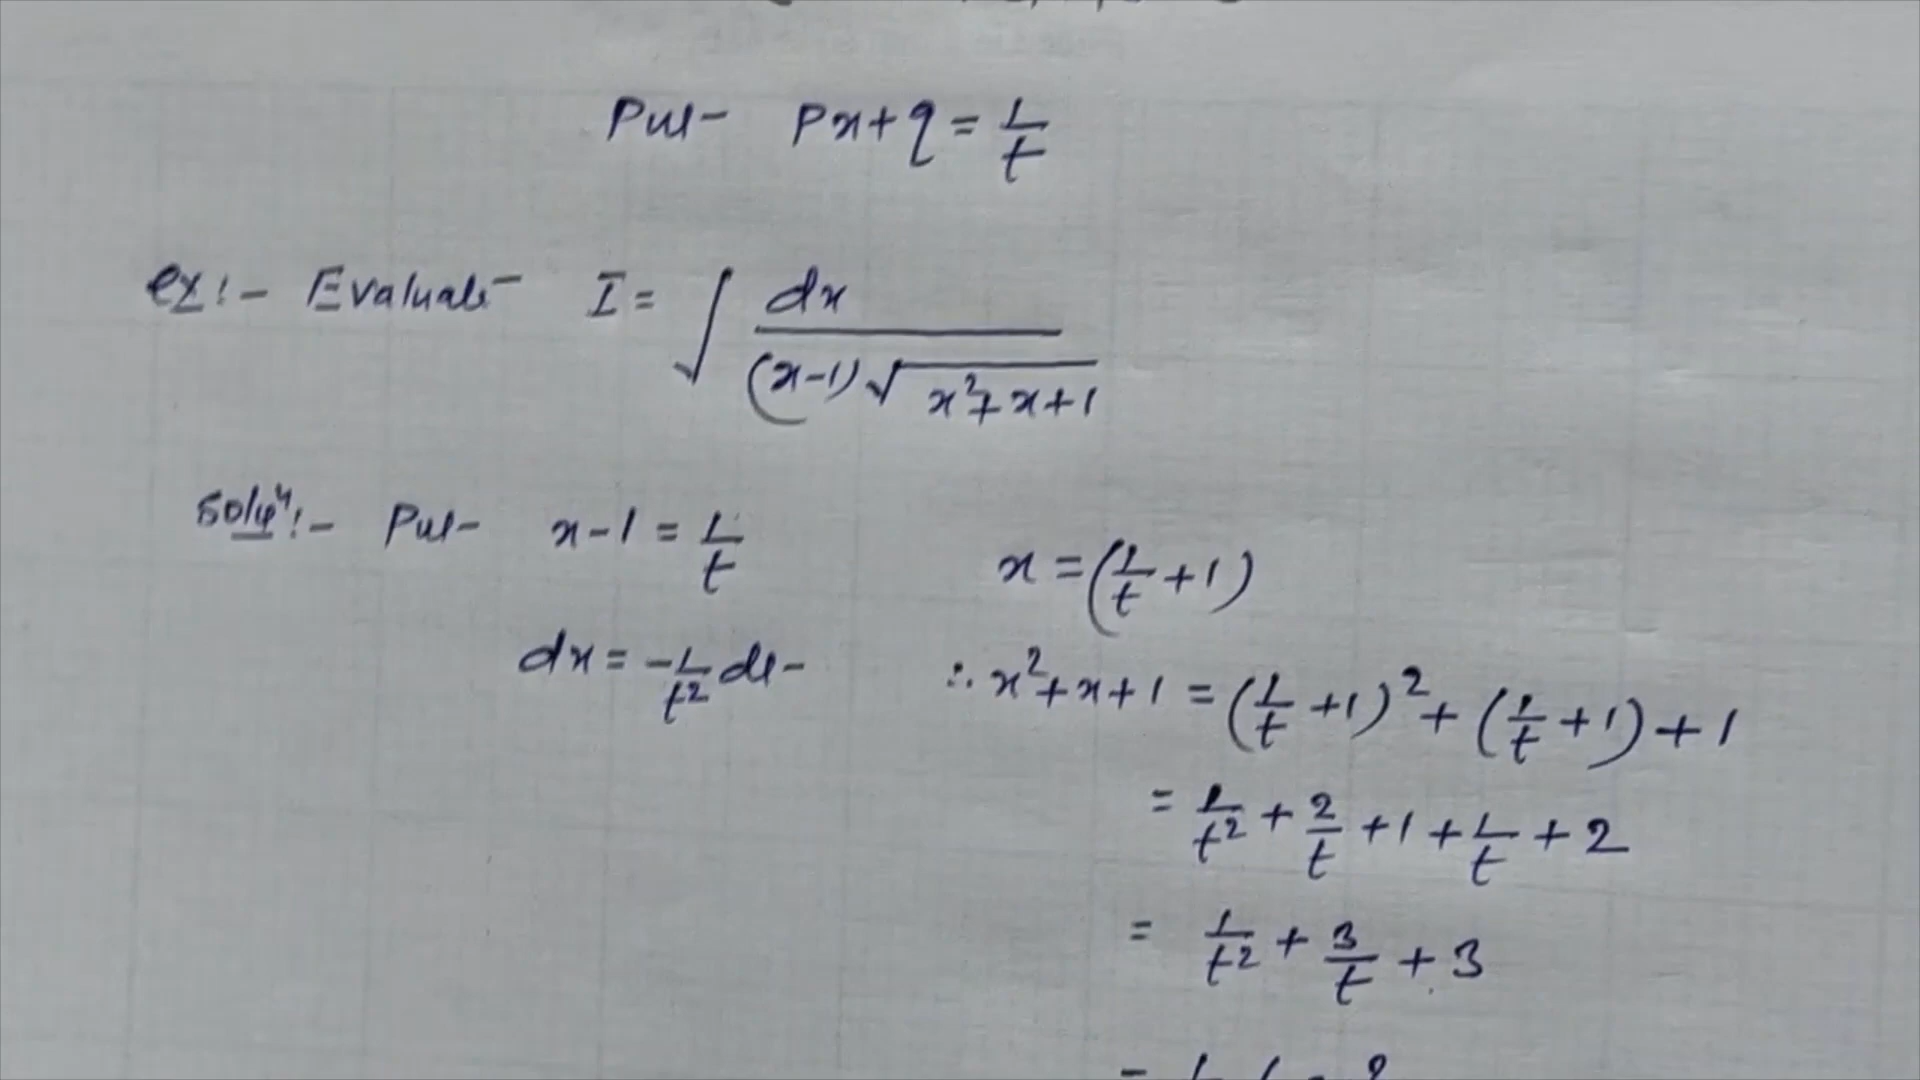 Put px+q = 1/t
ex:- Evaluate I = ∫ dx / (x-1)√(x²+x+1)
Solⁿ:- Put x-1 = 1/t
x = (1/t +1)
dx = -1/t² dt
∴ x²+x+1 = (1/t +1)² + (1/t +1) + 1
= 1/t² + 2/t + 1 + 1/t + 2
= 1/t² + 3/t + 3